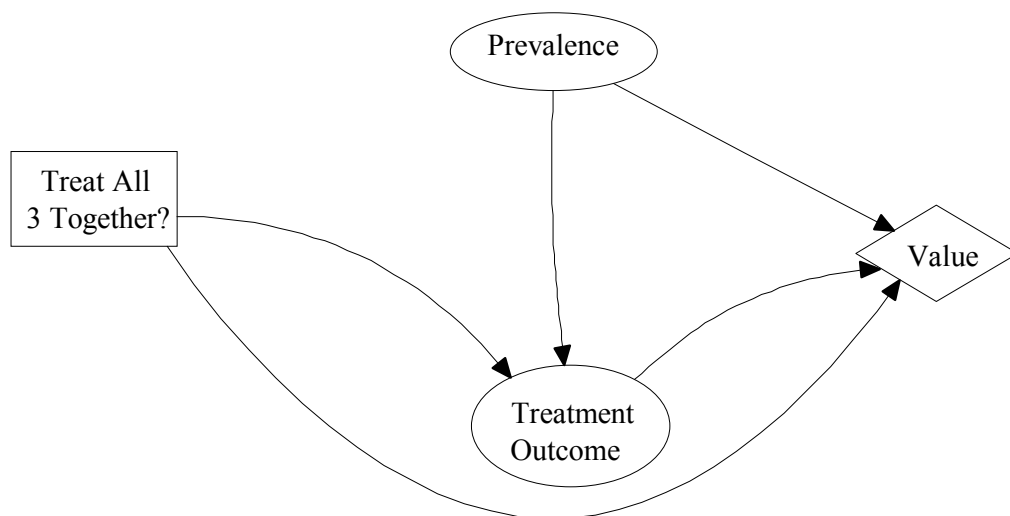 Prevalence
Treat All
3 Together?
Value
Treatment
Outcome